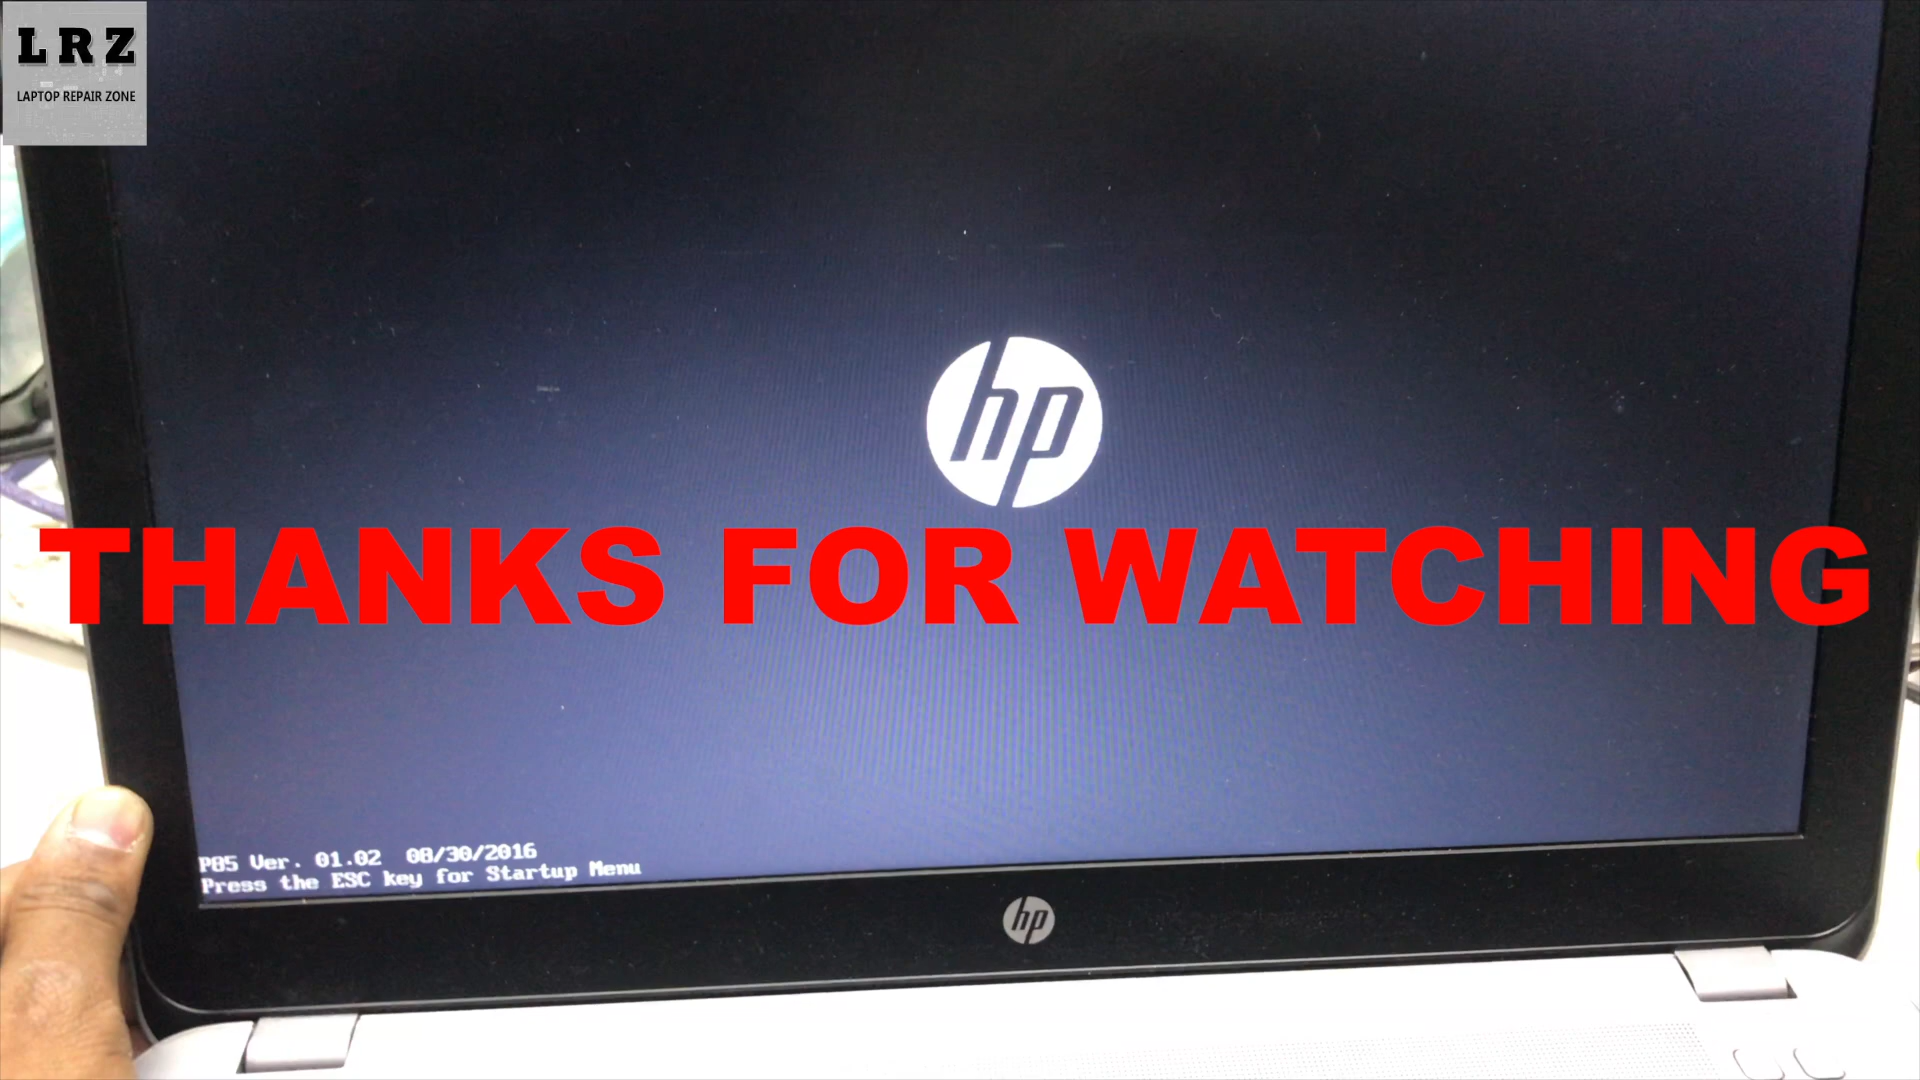 LRZ
LAPTOP REPAIR ZONE
hp
THANKS FOR WATCHING
P85 Ver. 01.02 08/30/2016
Press the ESC key for Startup Menu
hp